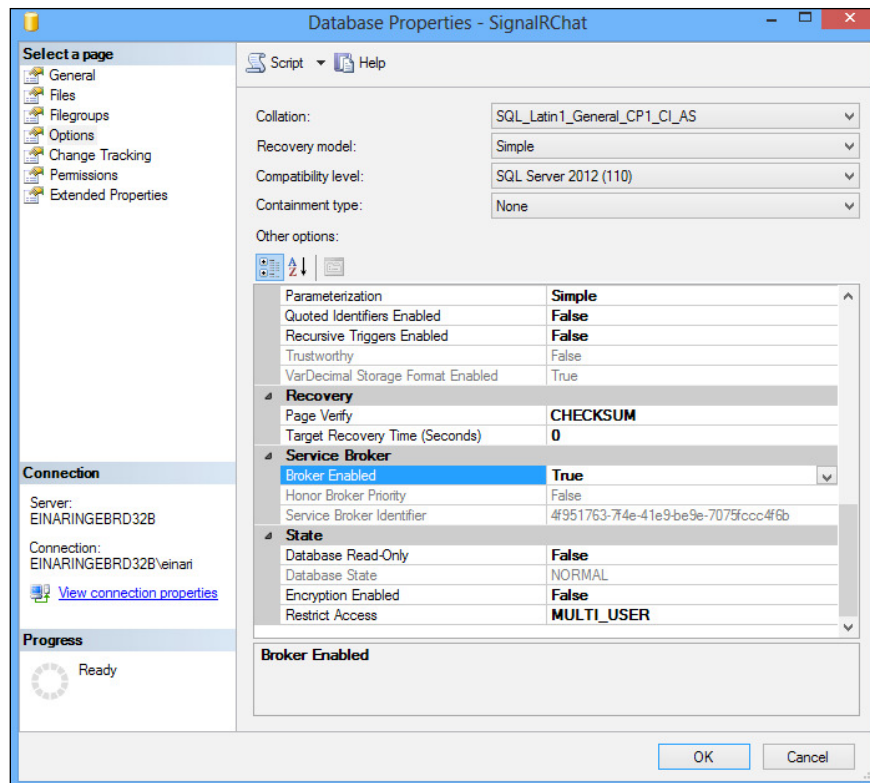 Database Properties - SignalRChat
Select a page
General
Files
Filegroups
Options
Change Tracking
Permissions
Extended Properties
Connection
Server:
EINARINGEBRD32B
Connection:
EINARINGEBRD32B\einari
View connection properties
Progress
Ready
Script Help
Collation: SQL_Latin1_General_CP1_CI_AS
Recovery model: Simple
Compatibility level: SQL Server 2012 (110)
Containment type: None
Other options:
Parameterization Simple
Quoted Identifiers Enabled False
Recursive Triggers Enabled False
Trustworthy False
VarDecimal Storage Format Enabled True
Recovery
Page Verify CHECKSUM
Target Recovery Time (Seconds) 0
Service Broker
Broker Enabled True
Honor Broker Priority False
Service Broker Identifier 4f951763-7f4e-41e9-be9e-7075fccc4f6b
State
Database Read-Only False
Database State NORMAL
Encryption Enabled False
Restrict Access MULTI_USER
Broker Enabled
OK Cancel